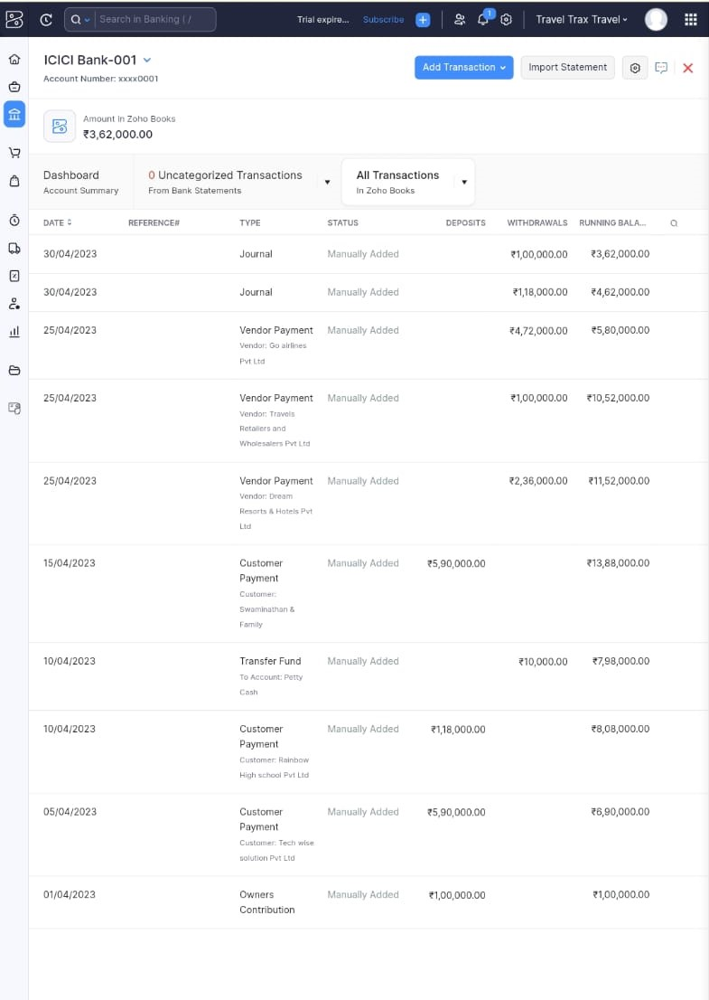 Search in Banking ( /
Trial expire... Subscribe 1 Travel Trax Travel
ICICI Bank-001
Account Number: xxxx0001
Add Transaction Import Statement
Amount in Zoho Books
₹3,62,000.00
Dashboard 0 Uncategorized Transactions All Transactions
Account Summary From Bank Statements In Zoho Books
DATE REFERENCE# TYPE STATUS DEPOSITS WITHDRAWALS RUNNING BALA...
30/04/2023 Journal Manually Added ₹1,00,000.00 ₹3,62,000.00
30/04/2023 Journal Manually Added ₹1,18,000.00 ₹4,62,000.00
25/04/2023 Vendor Payment Manually Added ₹4,72,000.00 ₹5,80,000.00
Vendor: Go airlines
Pvt Ltd
25/04/2023 Vendor Payment Manually Added ₹1,00,000.00 ₹10,52,000.00
Vendor: Travels
Retailers and
Wholesalers Pvt Ltd
25/04/2023 Vendor Payment Manually Added ₹2,36,000.00 ₹11,52,000.00
Vendor: Dream
Resorts & Hotels Pvt
Ltd
15/04/2023 Customer Manually Added ₹5,90,000.00 ₹13,88,000.00
Payment
Customer:
Swaminathan &
Family
10/04/2023 Transfer Fund Manually Added ₹10,000.00 ₹7,98,000.00
To Account: Petty
Cash
10/04/2023 Customer Manually Added ₹1,18,000.00 ₹8,08,000.00
Payment
Customer: Rainbow
High school Pvt Ltd
05/04/2023 Customer Manually Added ₹5,90,000.00 ₹6,90,000.00
Payment
Customer: Tech wise
solution Pvt Ltd
01/04/2023 Owners Manually Added ₹1,00,000.00 ₹1,00,000.00
Contribution